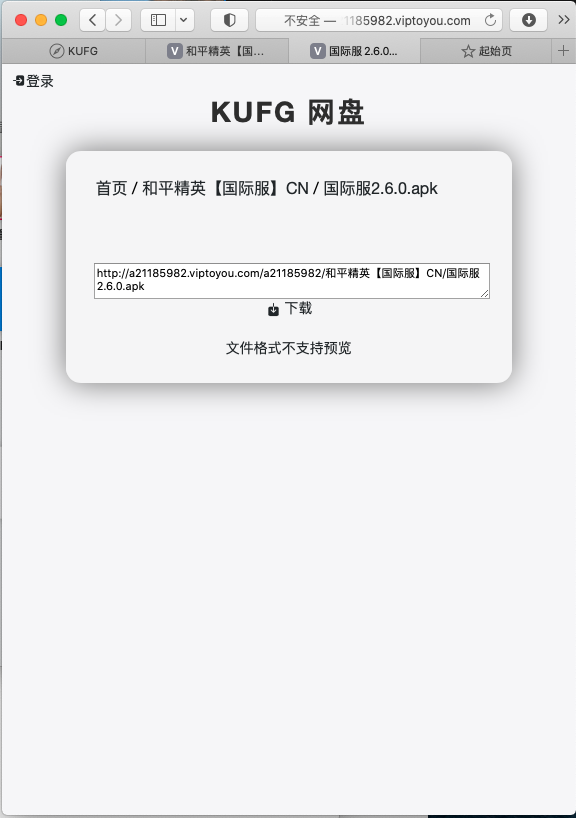 不安全 — 1185982.viptoyou.com
KUFG
V 和平精英【国...
V 国际服 2.6.0...
起始页
登录
KUFG 网盘
首页 / 和平精英【国际服】CN / 国际服2.6.0.apk
http://a21185982.viptoyou.com/a21185982/和平精英【国际服】CN/国际服
2.6.0.apk
下载
文件格式不支持预览